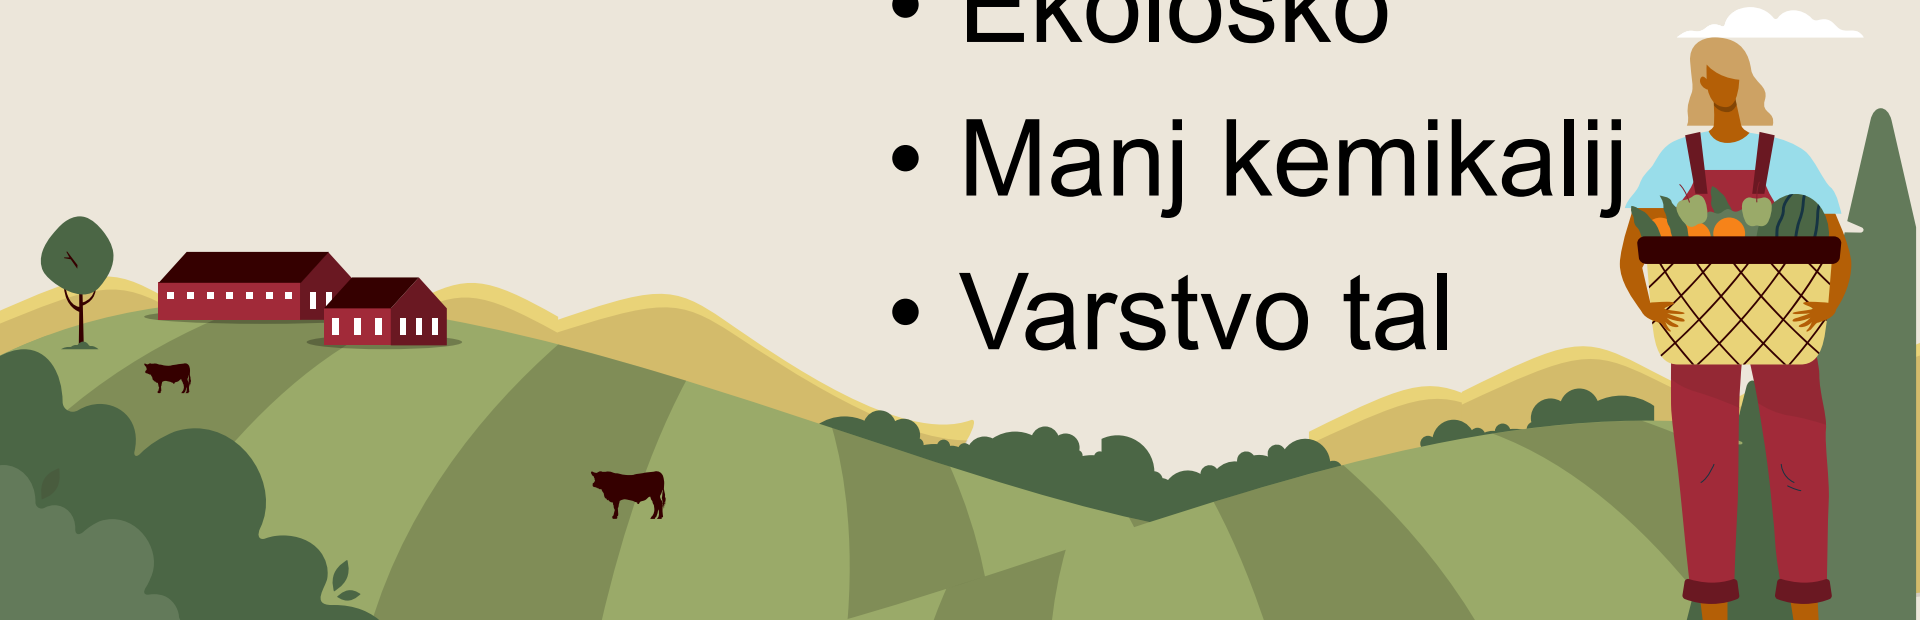 • Ekološko
• Manj kemikalij
• Varstvo tal